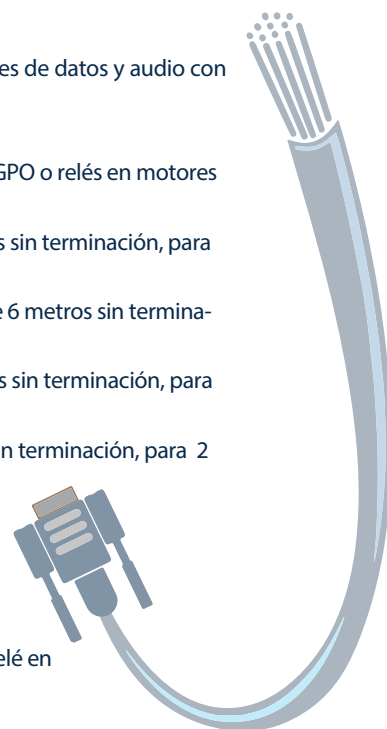 es de datos y audio con
GPO o relés en motores
s sin terminación, para
e 6 metros sin termina-
s sin terminación, para
in terminación, para 2
elé en